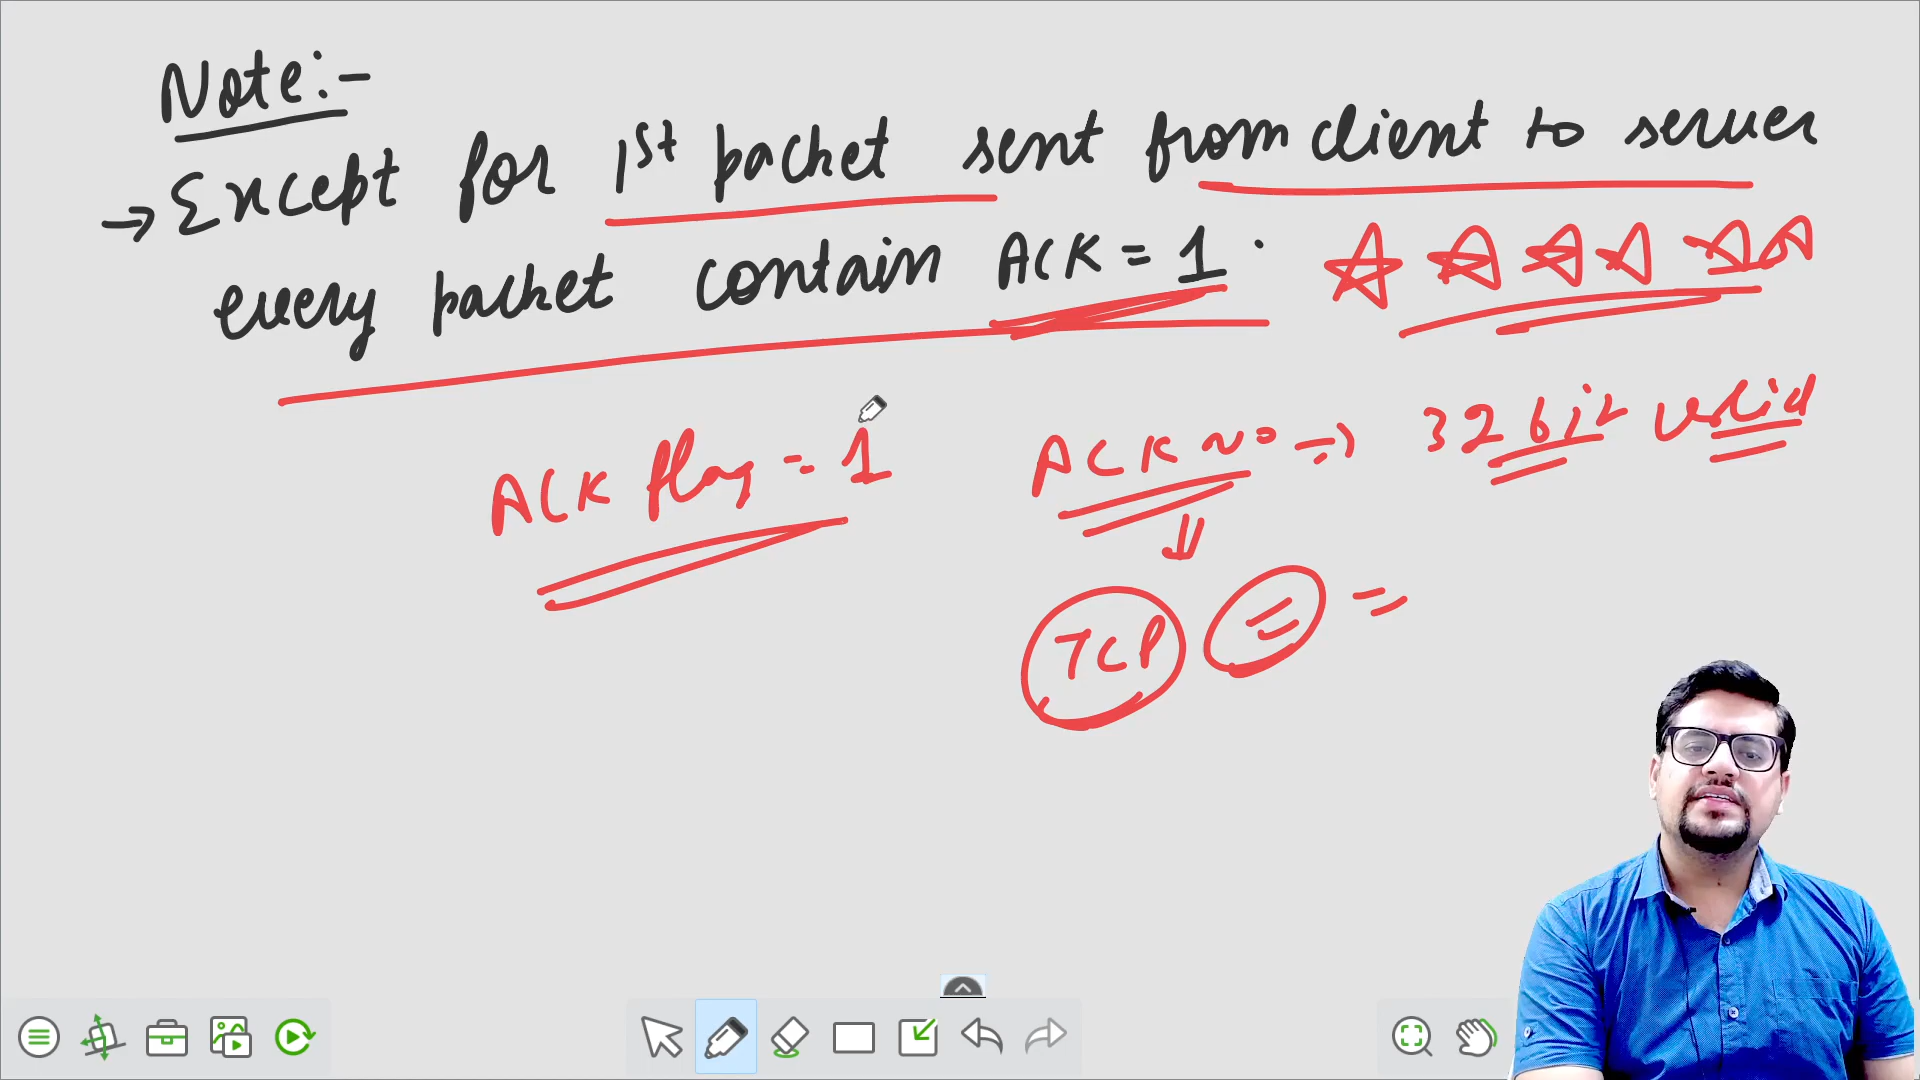 Note:-
→ Except for 1st packet sent from client to server
every packet contain ACK = 1.
ACK flag = 1
ACK No → 32 bit valid
TCP